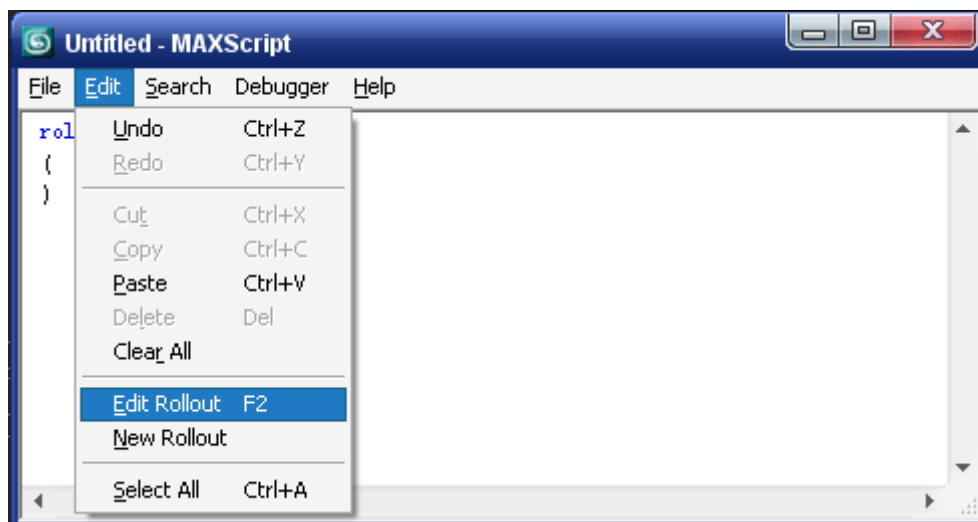 Untitled - MAXScript
File Edit Search Debugger Help
rol
(
)
Undo Ctrl+Z
Redo Ctrl+Y
Cut Ctrl+X
Copy Ctrl+C
Paste Ctrl+V
Delete Del
Clear All
Edit Rollout F2
New Rollout
Select All Ctrl+A